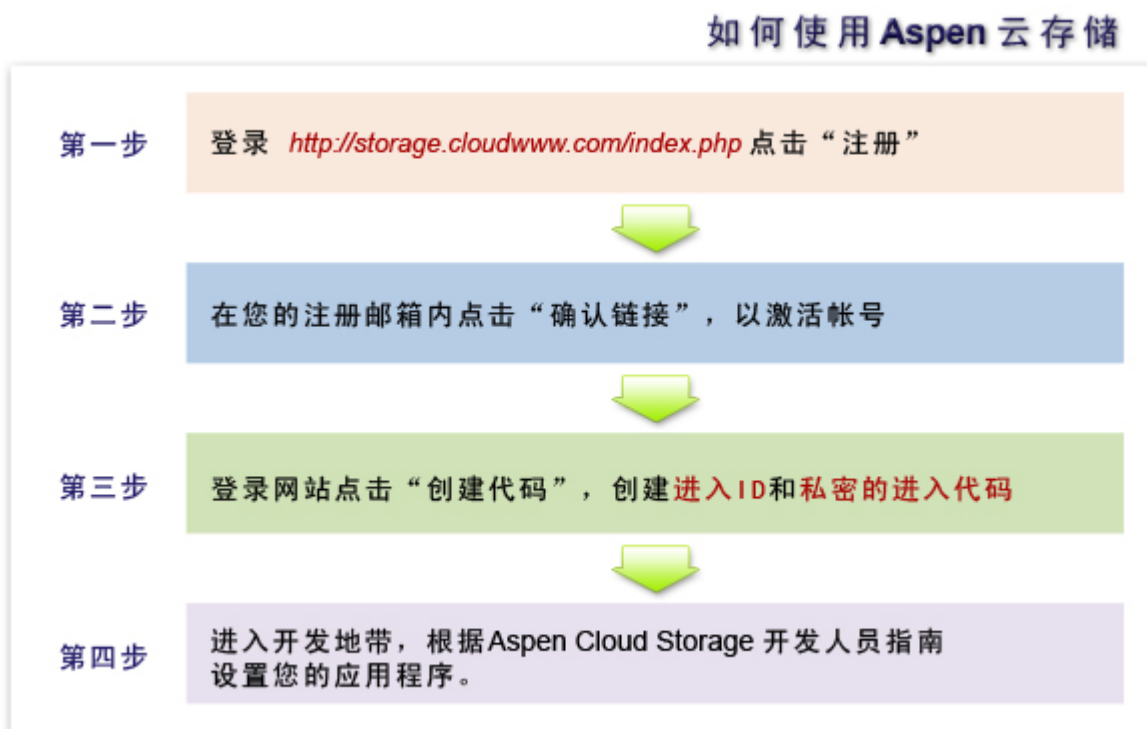 如何使用Aspen云存储
第一步
登录 http://storage.cloudwww.com/index.php 点击“注册”
第二步
在您的注册邮箱内点击“确认链接”，以激活帐号
第三步
登录网站点击“创建代码”，创建进入ID和私密的进入代码
第四步
进入开发地带，根据Aspen Cloud Storage 开发人员指南
设置您的应用程序。